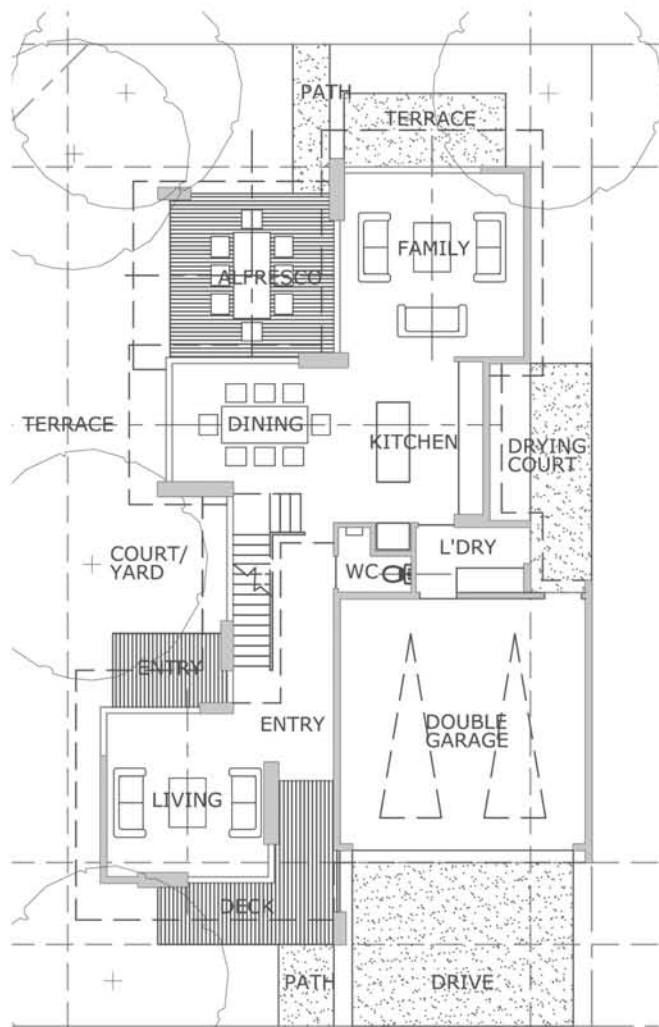 PATH
TERRACE
FAMILY
ALFRESCO
TERRACE
DINING
KITCHEN
DRYING
COURT
COURT/
YARD
L'DRY
WC
ENTRY
ENTRY
DOUBLE
GARAGE
LIVING
DECK
PATH
DRIVE